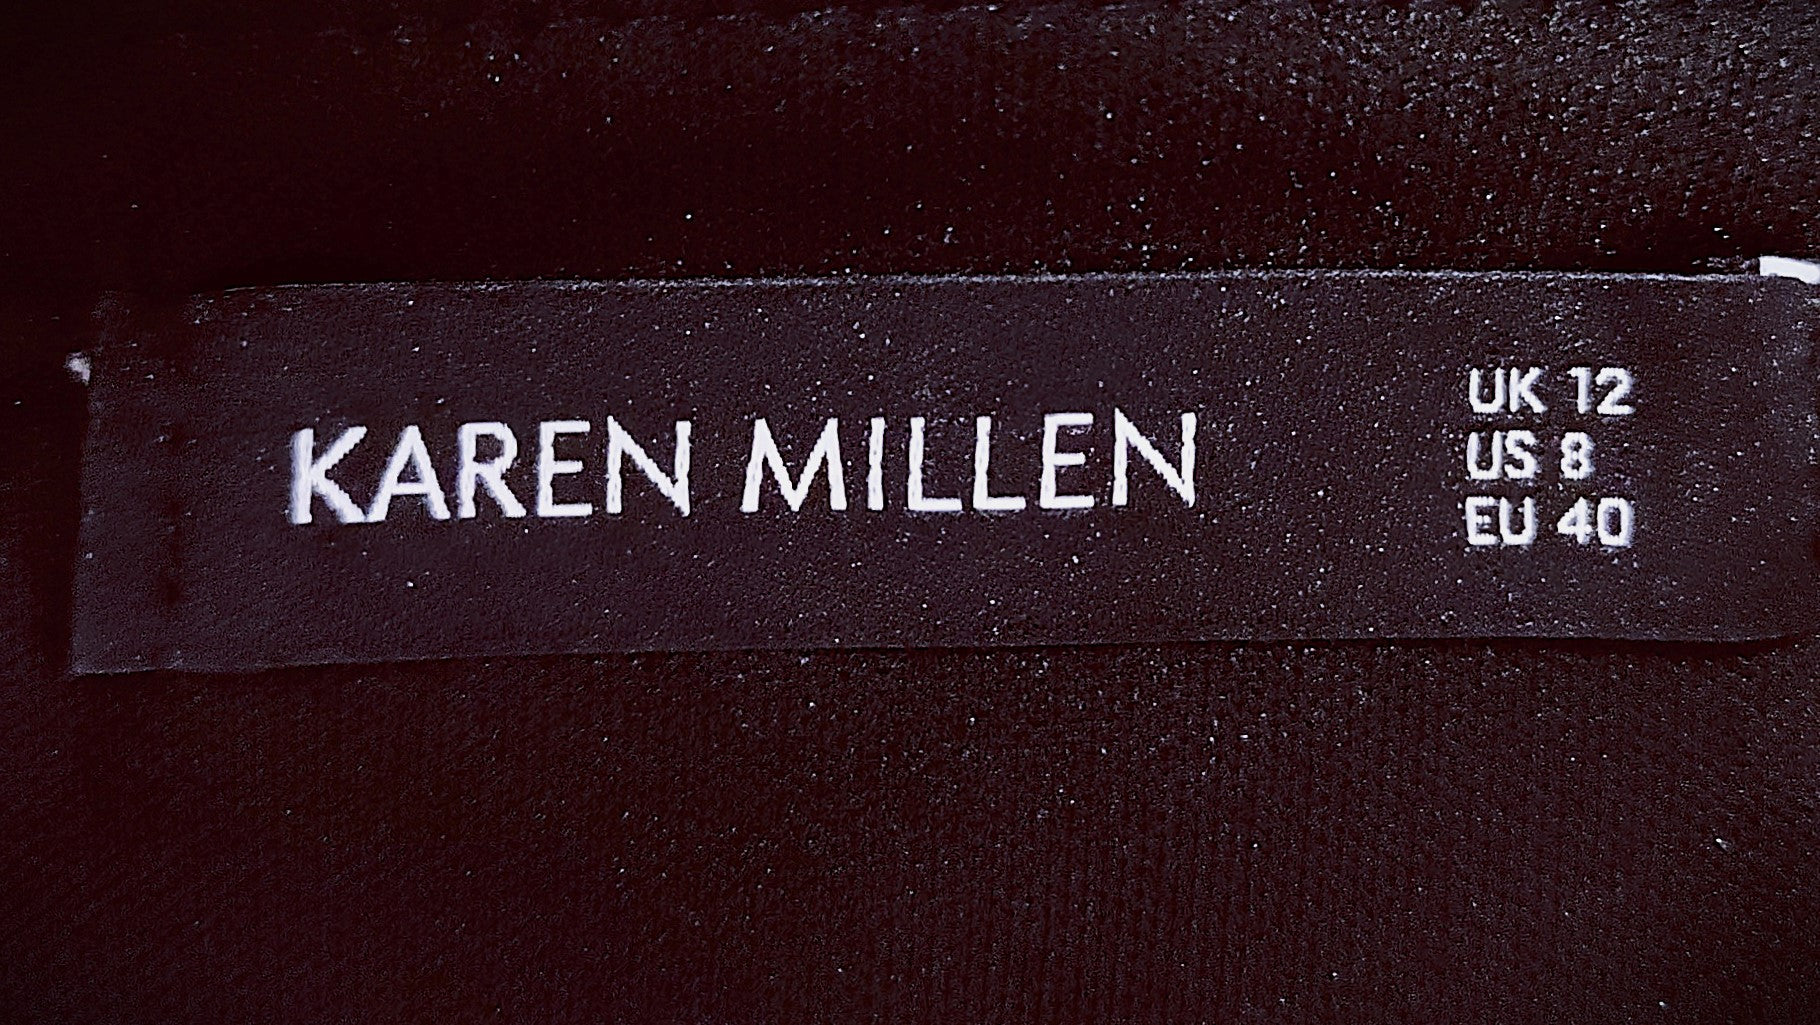 KAREN MILLEN
UK 12
US 8
EU 40